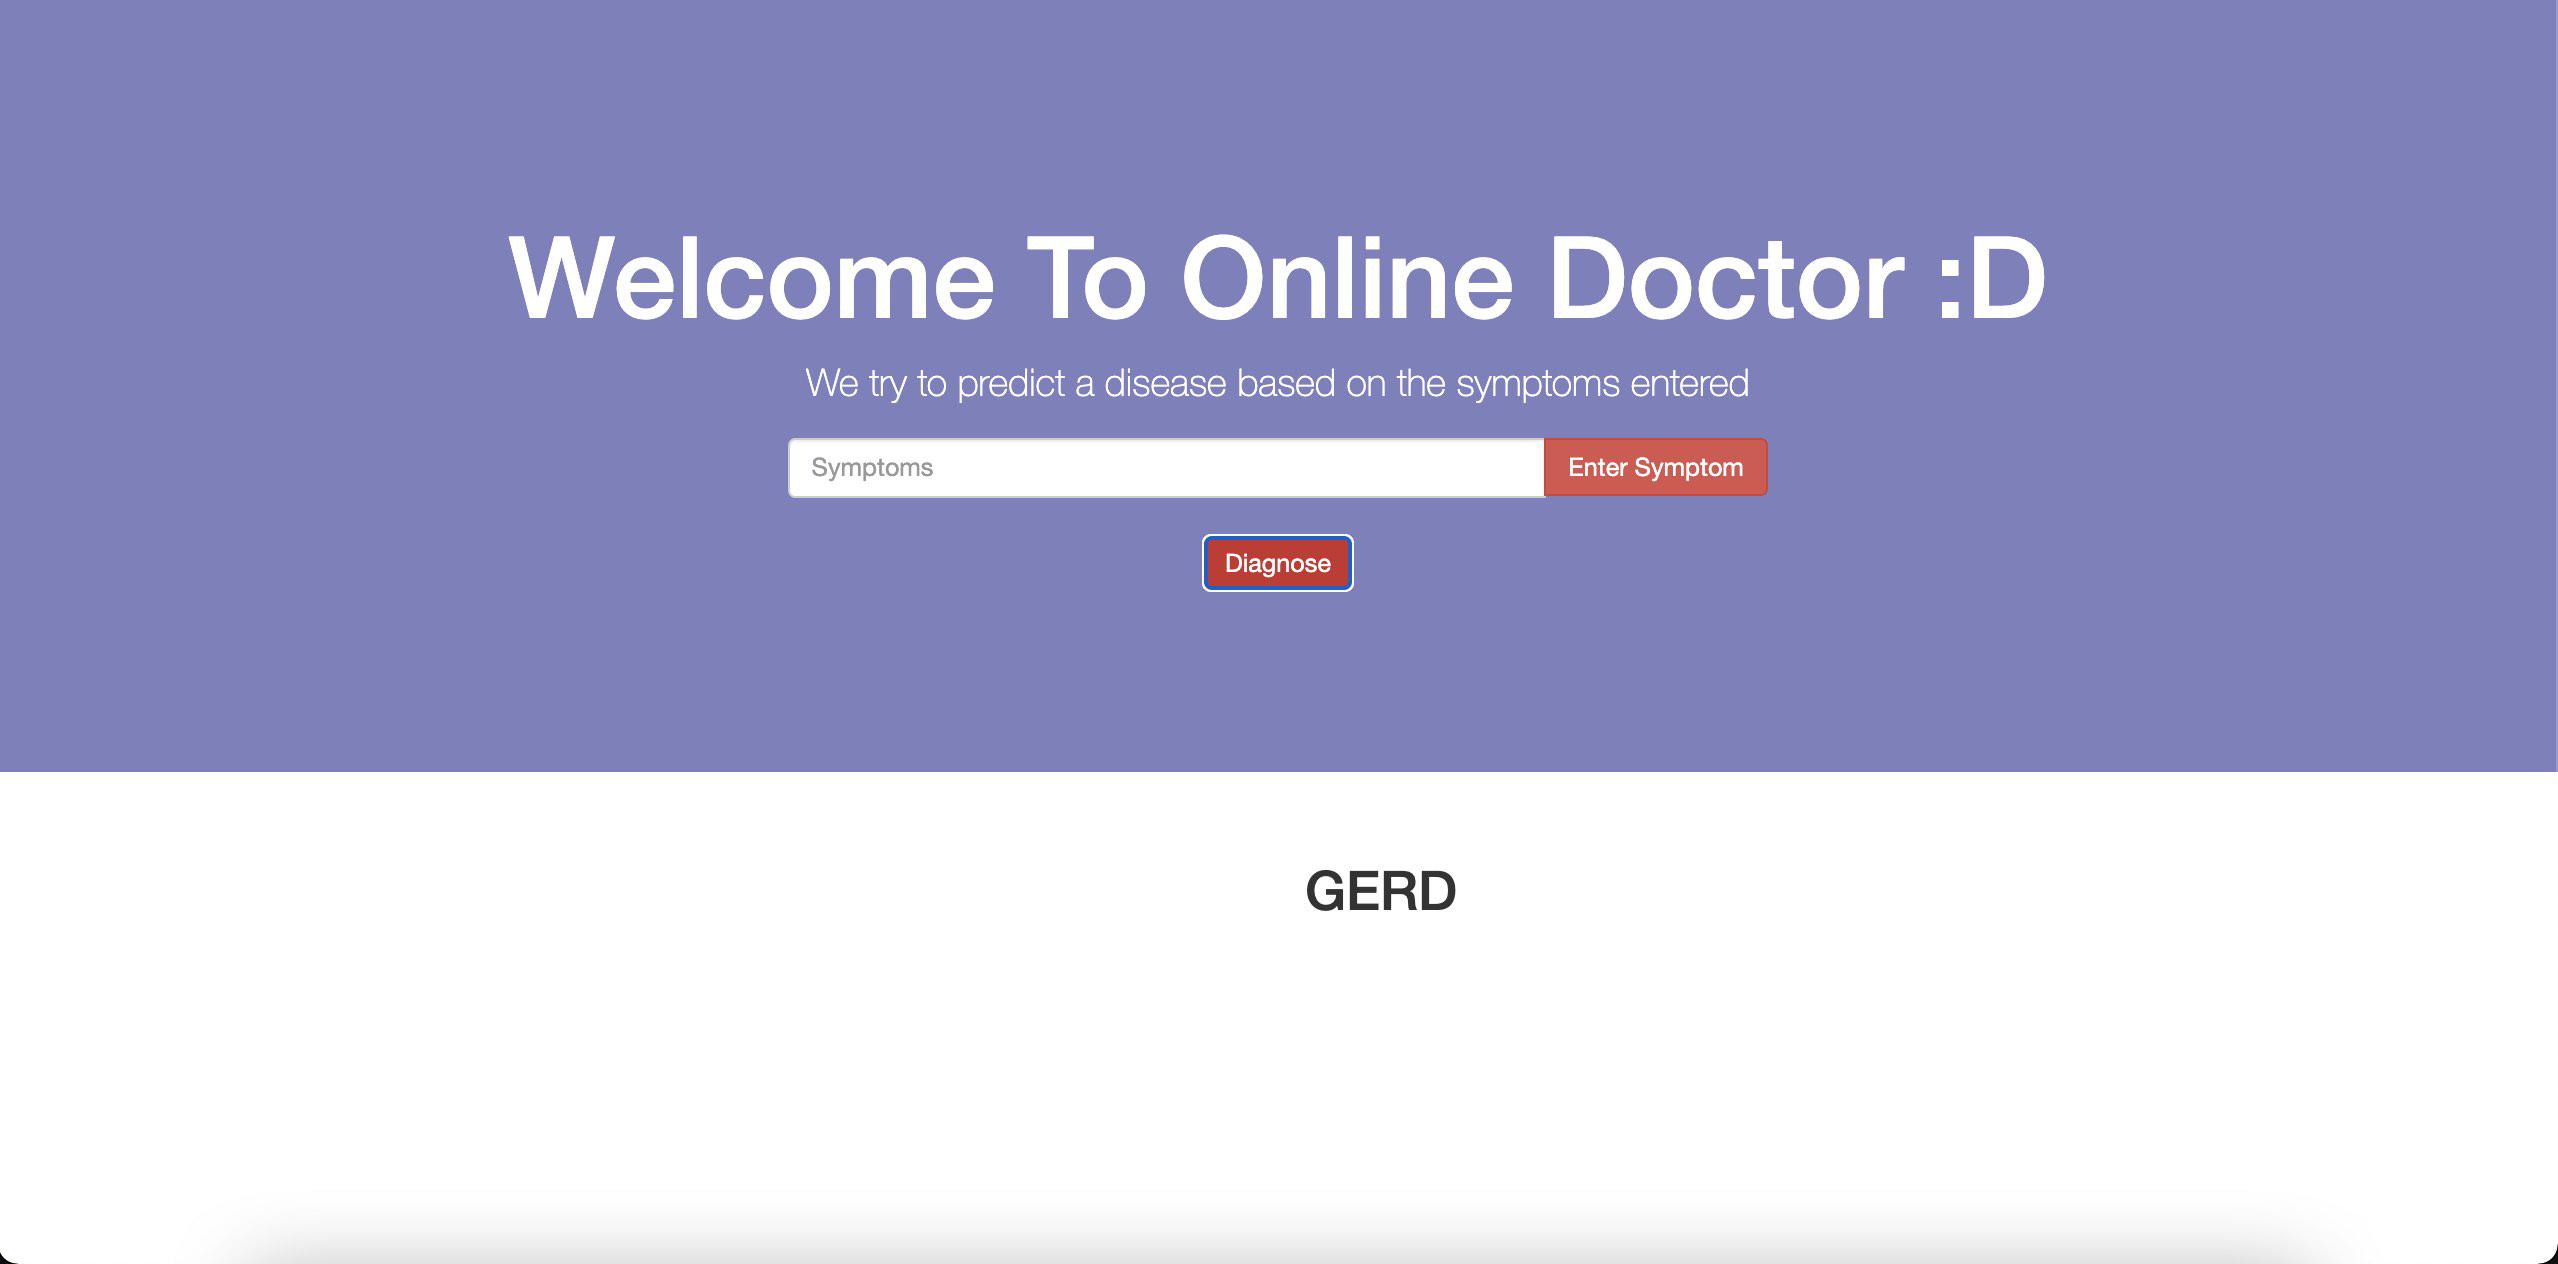 Welcome To Online Doctor :D
We try to predict a disease based on the symptoms entered
Symptoms
Enter Symptom
Diagnose
GERD